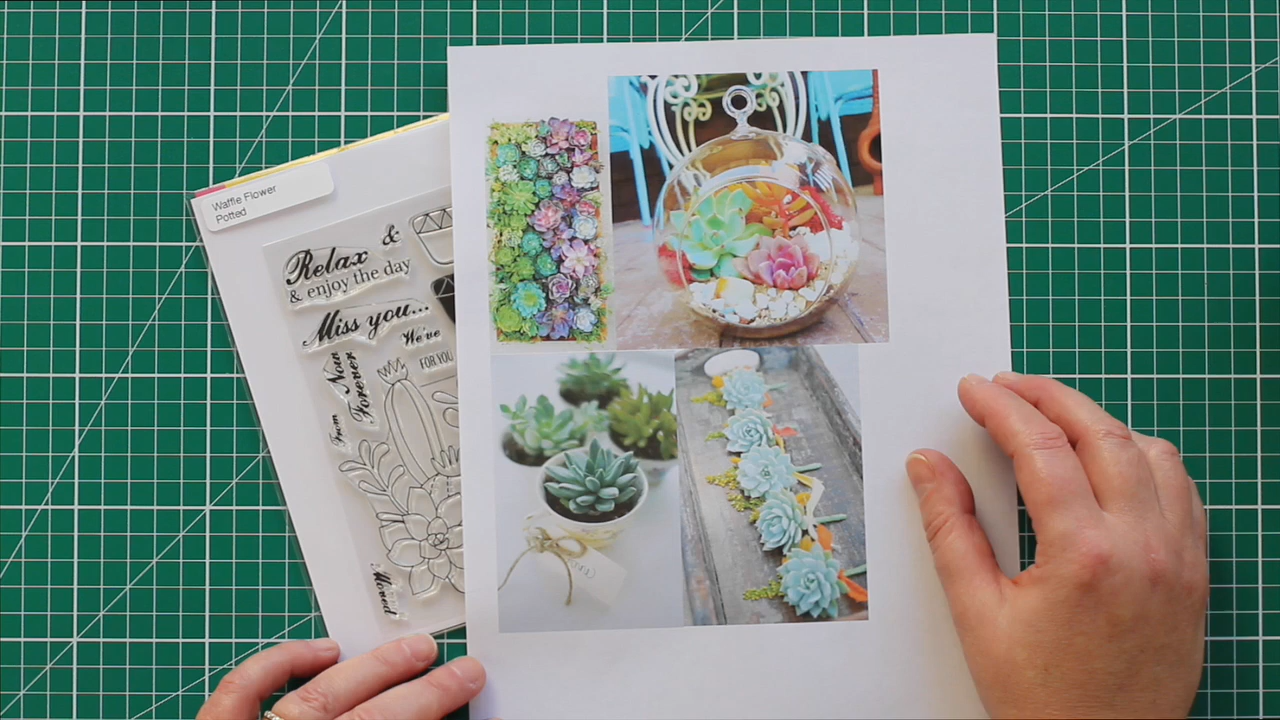 Waffle Flower
Potted
&
Relax
& enjoy the day
Miss you...
We've
FOR YOU
From Now
Forever
Moved